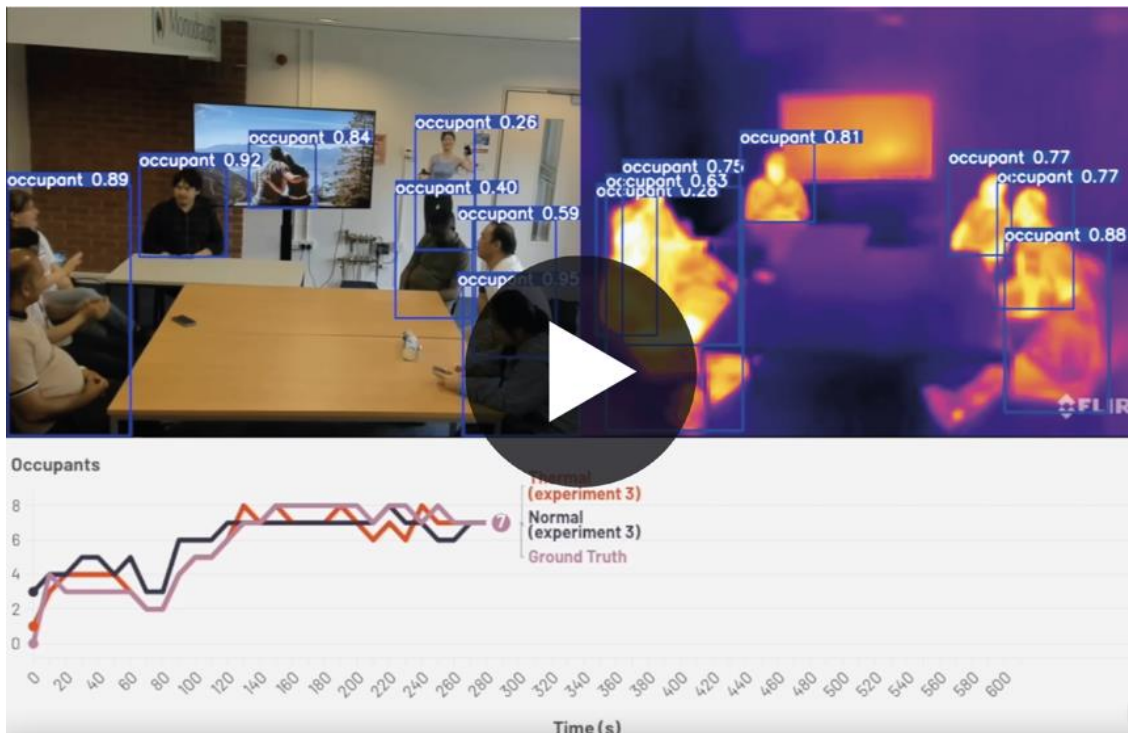 Monodraught
occupant 0.26
occupant 0.84
occupant 0.92
occupant 0.89
occupant 0.40
occupant 0.59
occupant 0.95
occupant 0.81
occupant 0.75
occupant 0.63
occupant 0.28
occupant 0.77
occupant 0.77
occupant 0.88
FLIR
Occupants
8
6
4
2
0
7
Thermal
(experiment 3)
Normal
(experiment 3)
Ground Truth
0 20 40 60 80 100 120 140 160 180 200 220 240 260 280 300 320 340 360 380 400 420 440 460 480 500 520 540 560 580 600
Time (s)